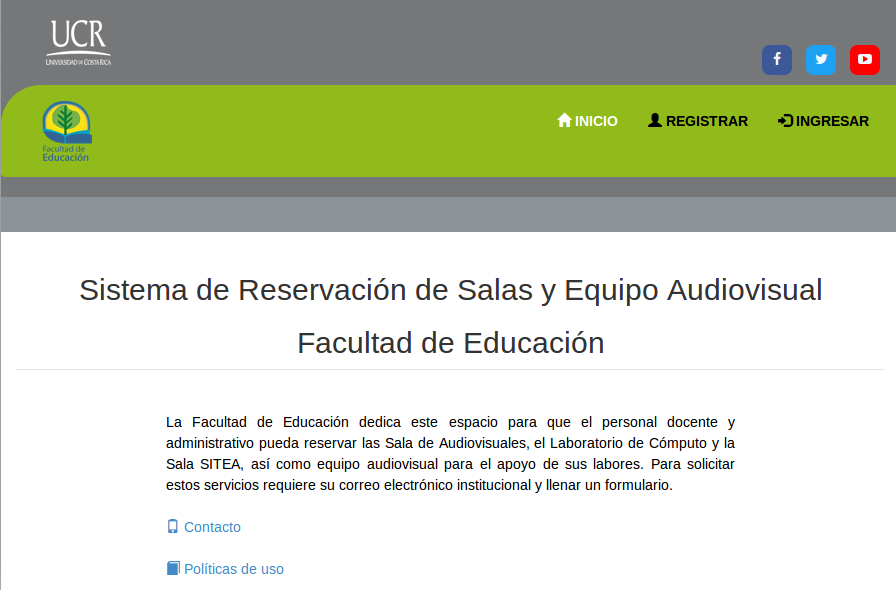 UCR
UNIVERSIDAD DE COSTA RICA
Facultad de
Educación
INICIO
REGISTRAR
INGRESAR
Sistema de Reservación de Salas y Equipo Audiovisual
Facultad de Educación
La Facultad de Educación dedica este espacio para que el personal docente y
administrativo pueda reservar las Sala de Audiovisuales, el Laboratorio de Cómputo y la
Sala SITEA, así como equipo audiovisual para el apoyo de sus labores. Para solicitar
estos servicios requiere su correo electrónico institucional y llenar un formulario.
Contacto
Políticas de uso